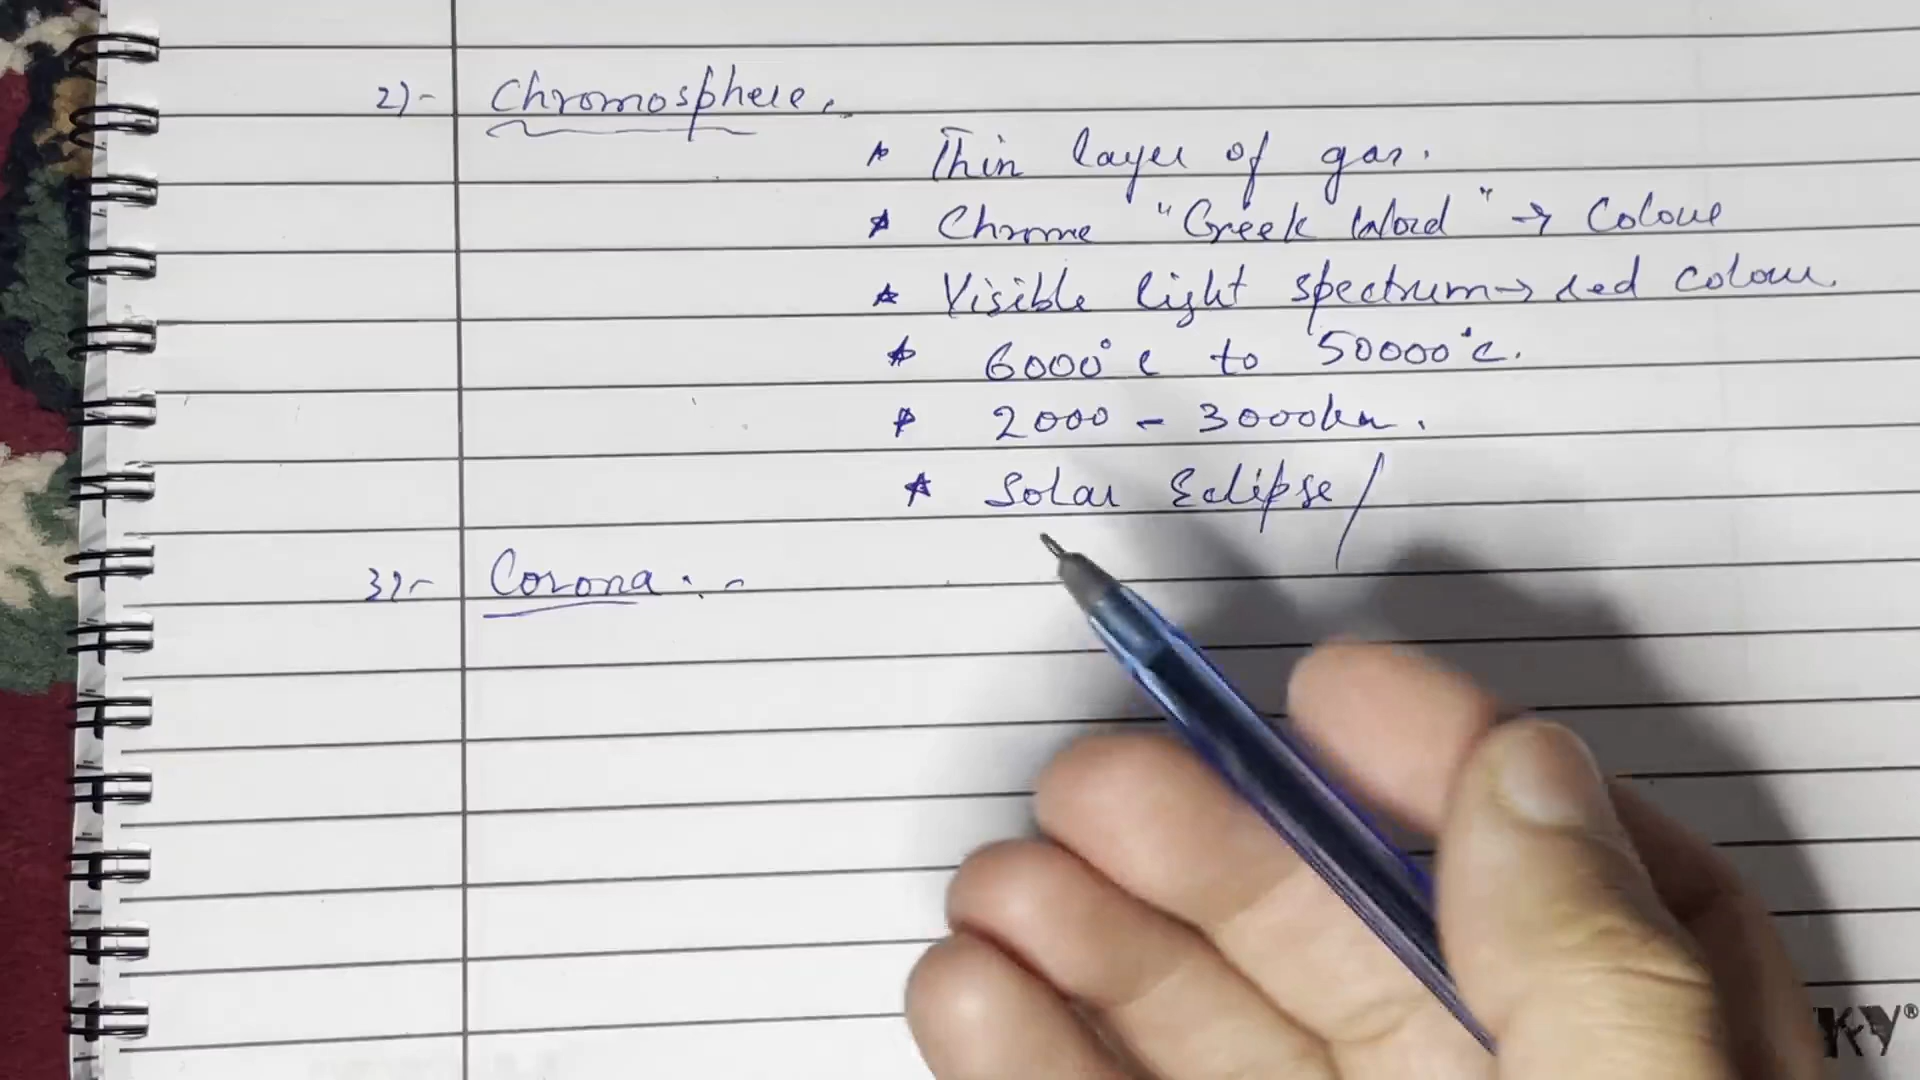 2)- Chromosphere.
* Thin layer of gas.
* Chrome "Greek Word" → Colour
* Visible light spectrum → red colour.
* 6000°c to 50000°c.
* 2000 - 3000km.
* Solar Eclipse/
3)- Corona :-